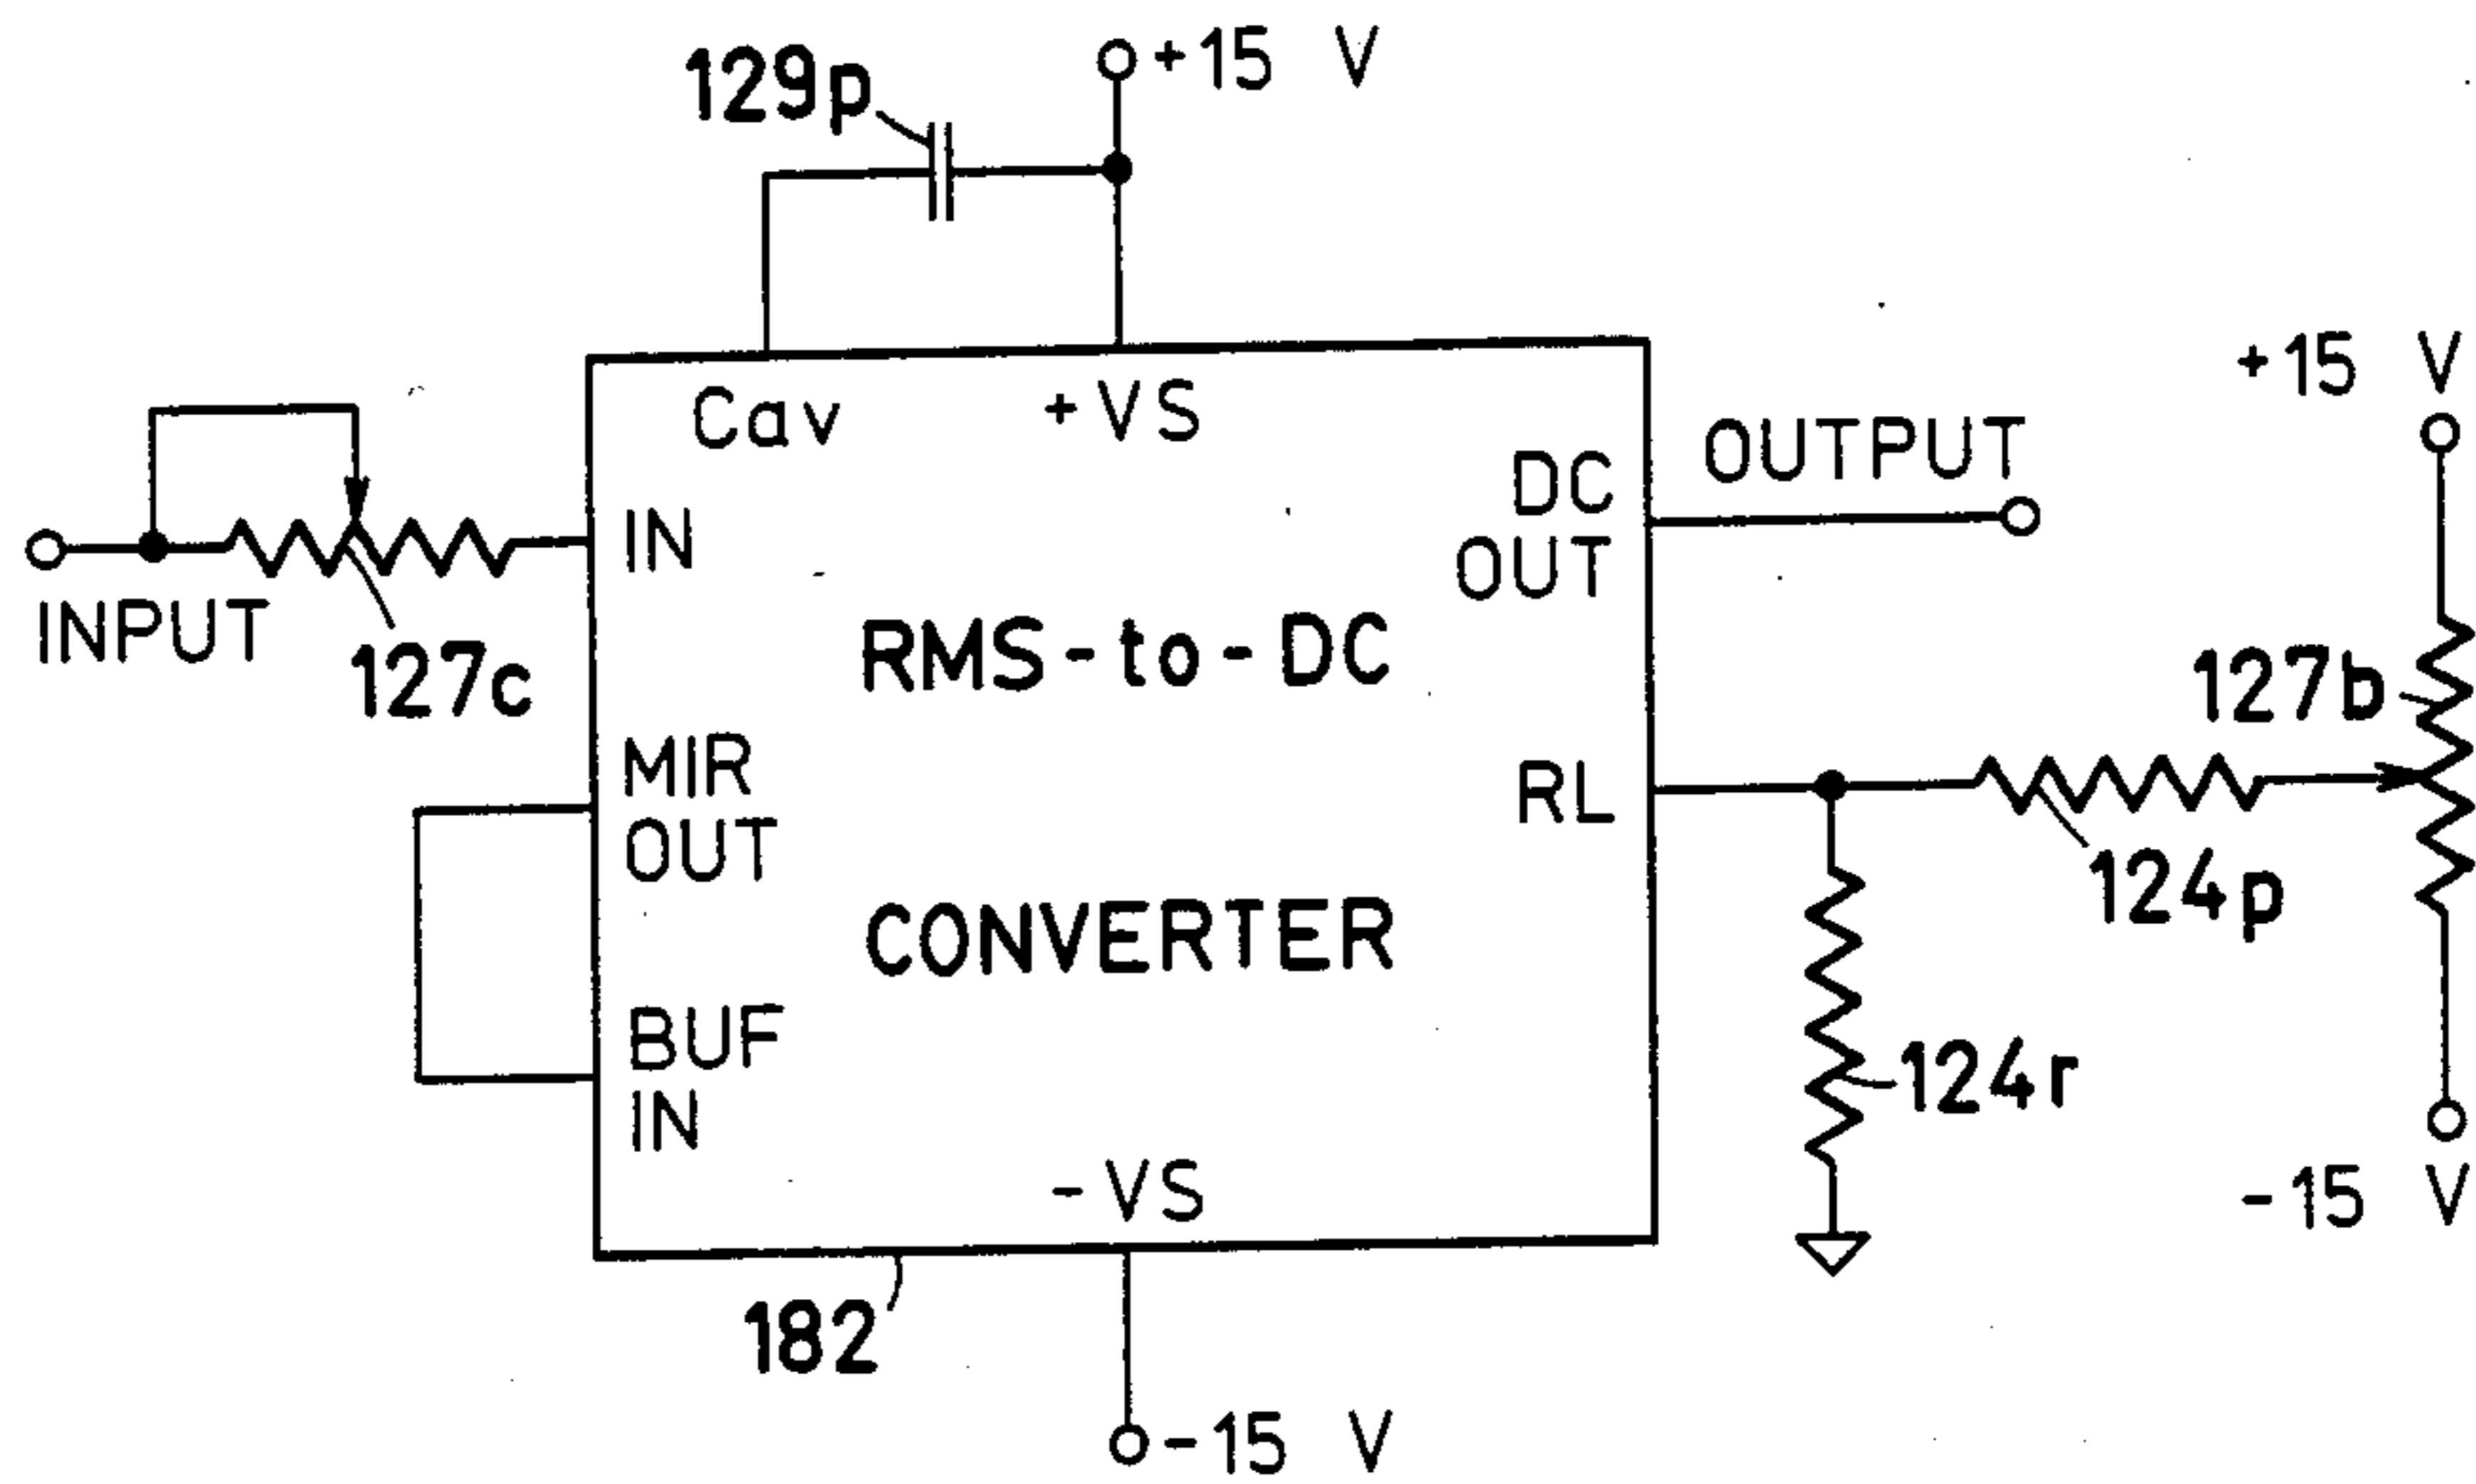 129p
+15 V
+15 V
Cav
+VS
DC
OUT
OUTPUT
IN
INPUT
127c
RMS-to-DC
CONVERTER
127b
MIR
OUT
RL
124p
BUF
IN
124r
-VS
-15 V
182
-15 V